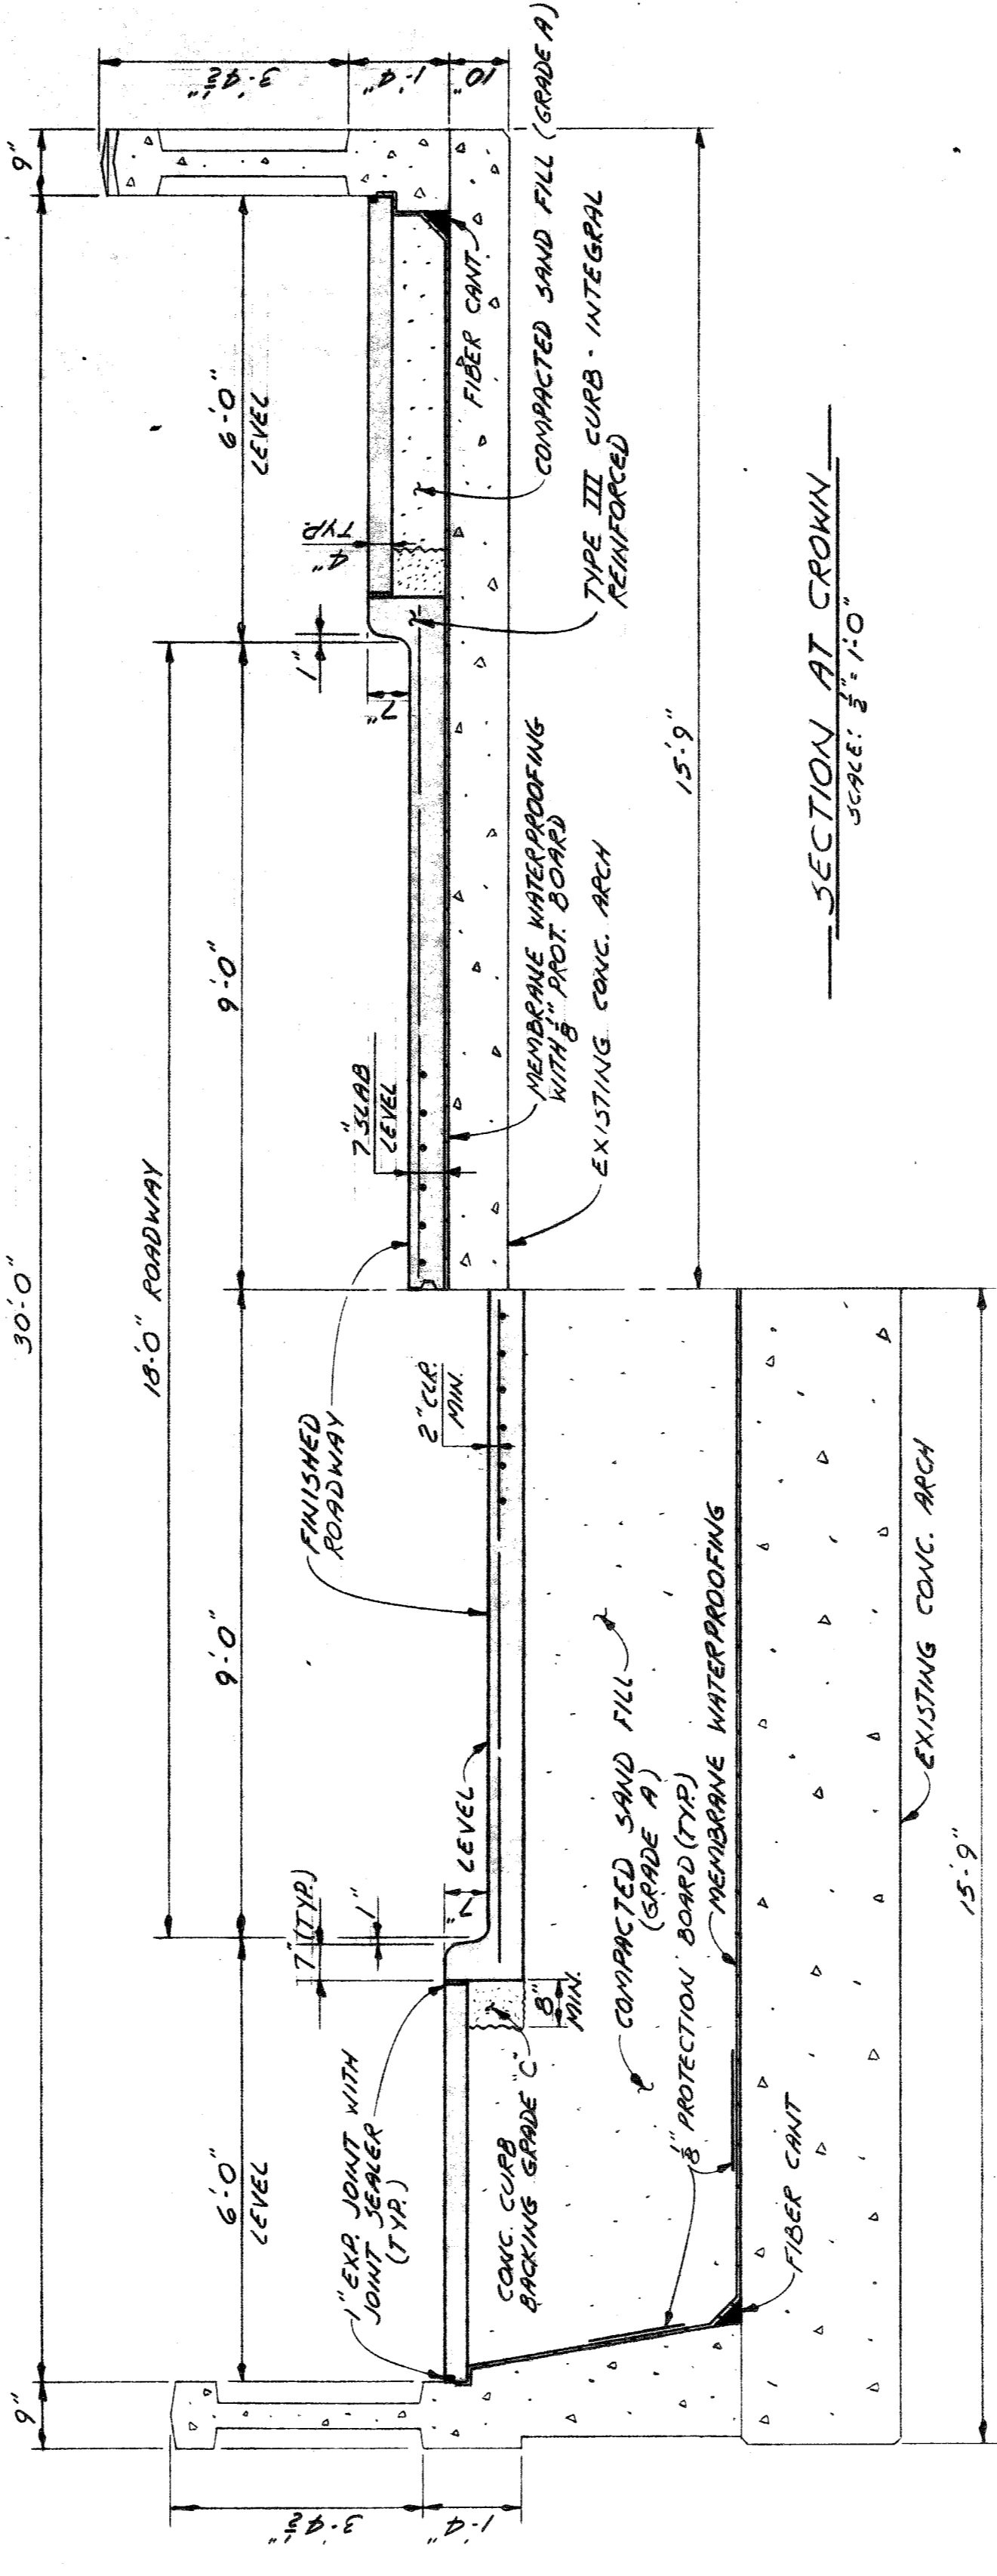 30'-0"
9"
9"
18'-0" ROADWAY
6'-0"
LEVEL
9'-0"
9'-0"
6'-0"
LEVEL
3'-4½"
1'-4"
3'-4½"
1'-4"
10"
1" EXP. JOINT WITH
JOINT SEALER
(TYP.)
7" (TYP.)
1"
7"
LEVEL
FINISHED
ROADWAY
2" CLR.
MIN.
7" SLAB
LEVEL
7"
1"
4"
TYP.
CONC. CURB
BACKING GRADE "C"
8"
MIN.
COMPACTED SAND FILL
(GRADE A)
⅛" PROTECTION BOARD (TYP.)
MEMBRANE WATERPROOFING
FIBER CANT
EXISTING CONC. ARCH
15'-9"
MEMBRANE WATERPROOFING
WITH ⅛" PROT. BOARD
EXISTING CONC. ARCH
FIBER CANT
COMPACTED SAND FILL (GRADE A)
TYPE III CURB - INTEGRAL
REINFORCED
15'-9"
SECTION AT CROWN
SCALE: ½" = 1'-0"